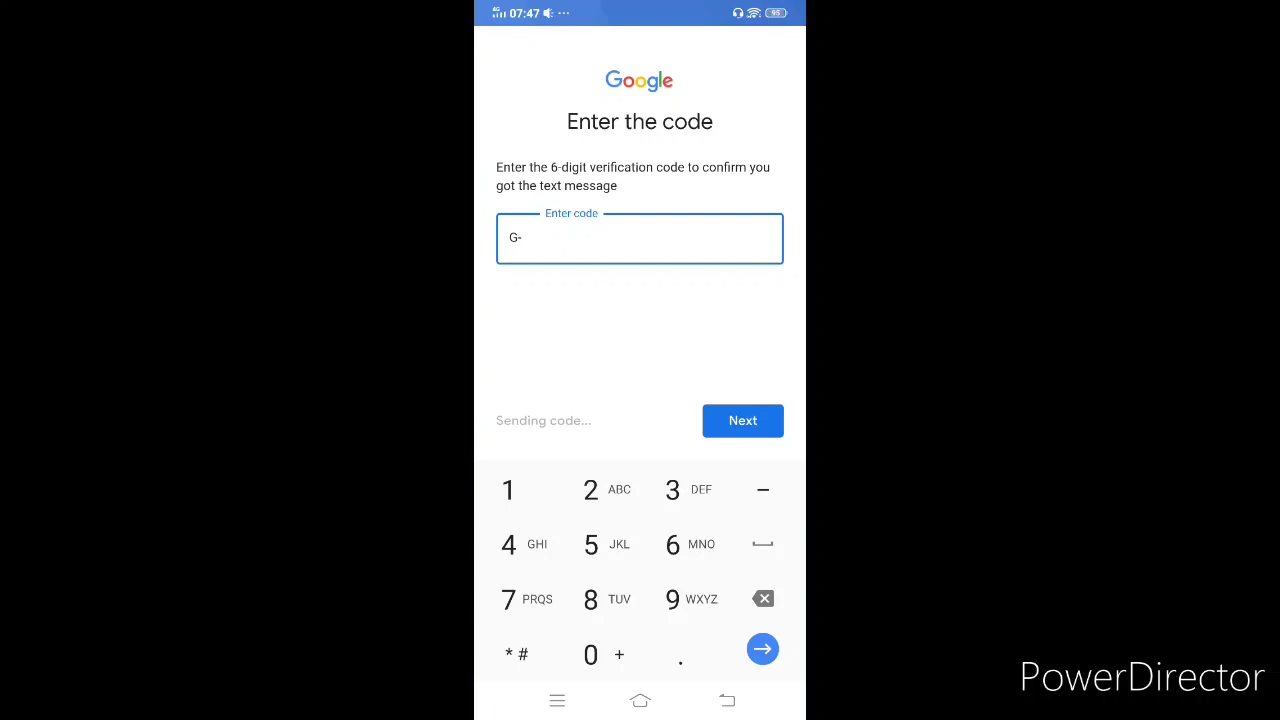 4G 07:47 ... 95
Google
Enter the code
Enter the 6-digit verification code to confirm you
got the text message
Enter code
G-
Sending code...
Next
1 2 ABC 3 DEF –
4 GHI 5 JKL 6 MNO
7 PRQS 8 TUV 9 WXYZ
* # 0 + .
PowerDirector